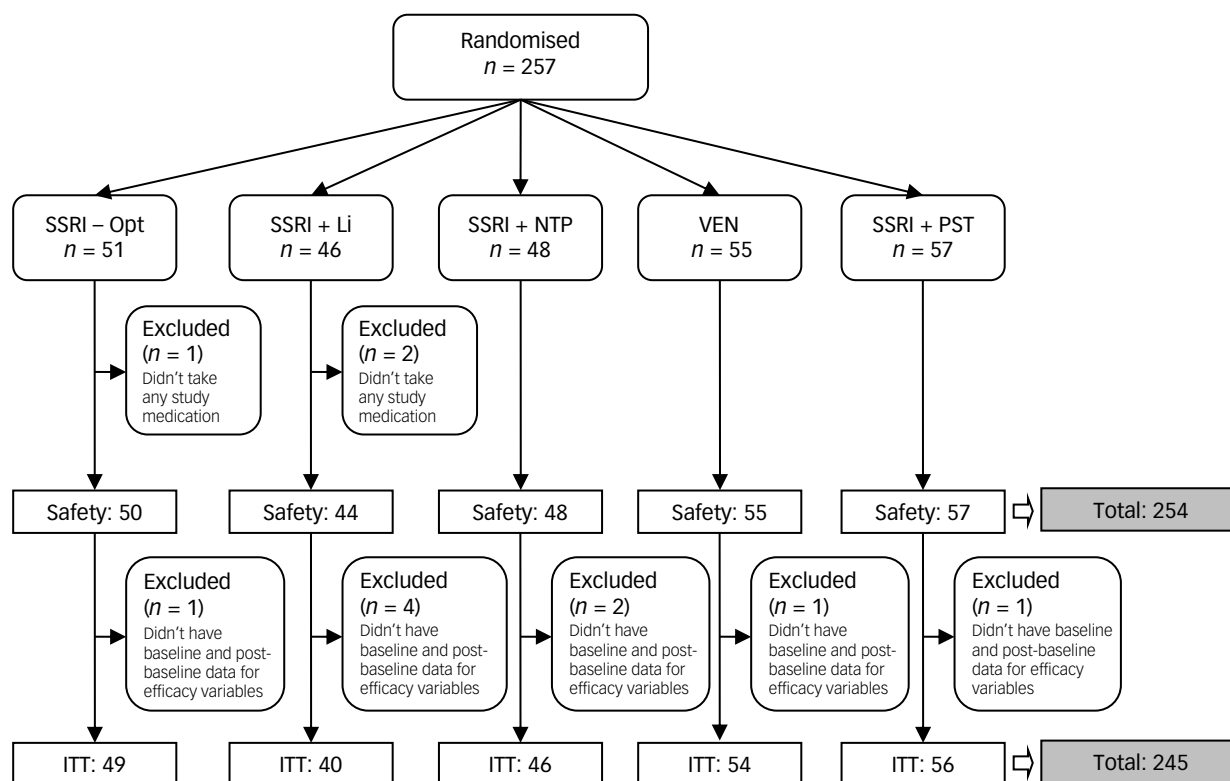 Randomised
n = 257
SSRI – Opt
n = 51
SSRI + Li
n = 46
SSRI + NTP
n = 48
VEN
n = 55
SSRI + PST
n = 57
Excluded
(n = 1)
Didn’t take
any study
medication
Excluded
(n = 2)
Didn’t take
any study
medication
Safety: 50
Safety: 44
Safety: 48
Safety: 55
Safety: 57
Total: 254
Excluded
(n = 1)
Didn’t have
baseline and post-
baseline data for
efficacy variables
Excluded
(n = 4)
Didn’t have
baseline and post-
baseline data for
efficacy variables
Excluded
(n = 2)
Didn’t have
baseline and post-
baseline data for
efficacy variables
Excluded
(n = 1)
Didn’t have
baseline and post-
baseline data for
efficacy variables
Excluded
(n = 1)
Didn’t have baseline
and post-baseline
data for efficacy
variables
ITT: 49
ITT: 40
ITT: 46
ITT: 54
ITT: 56
Total: 245